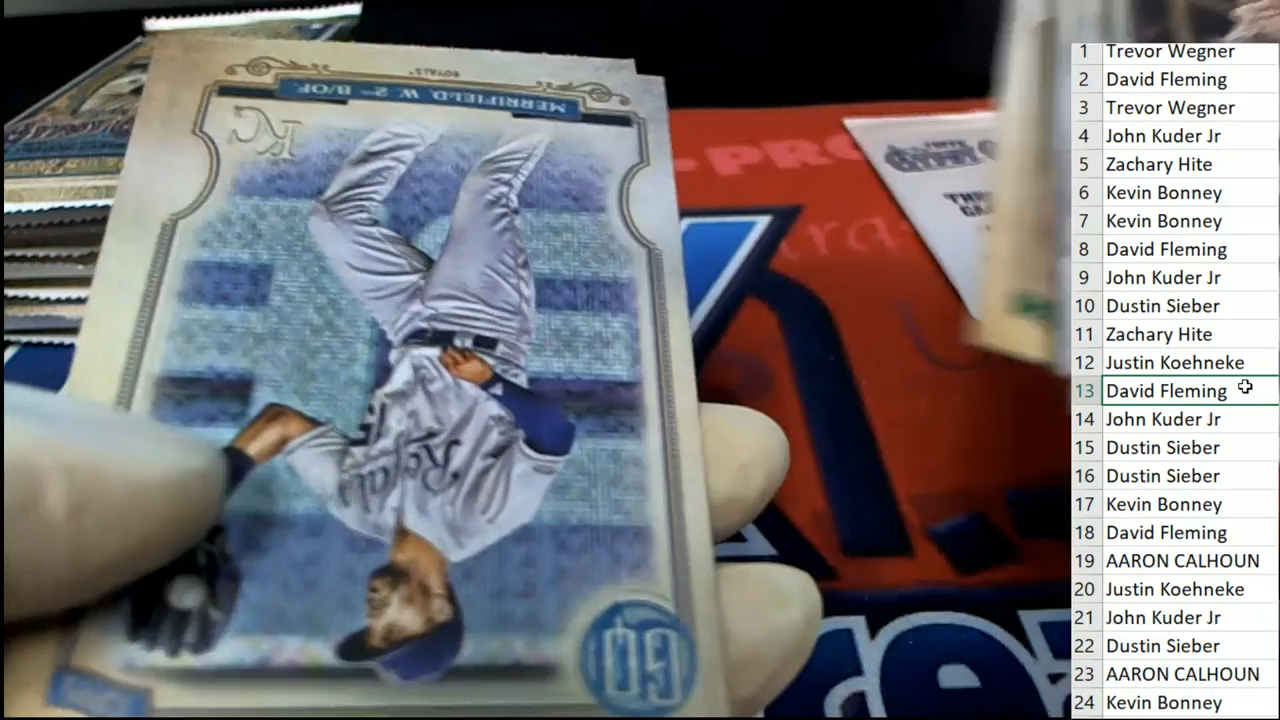 ROYALS
MERRIFIELD, W. 2ND B/OF
KC
Royals
GQ
-PRO
1 Trevor Wegner
2 David Fleming
3 Trevor Wegner
4 John Kuder Jr
5 Zachary Hite
6 Kevin Bonney
7 Kevin Bonney
8 David Fleming
9 John Kuder Jr
10 Dustin Sieber
11 Zachary Hite
12 Justin Koehneke
13 David Fleming
14 John Kuder Jr
15 Dustin Sieber
16 Dustin Sieber
17 Kevin Bonney
18 David Fleming
19 AARON CALHOUN
20 Justin Koehneke
21 John Kuder Jr
22 Dustin Sieber
23 AARON CALHOUN
24 Kevin Bonney